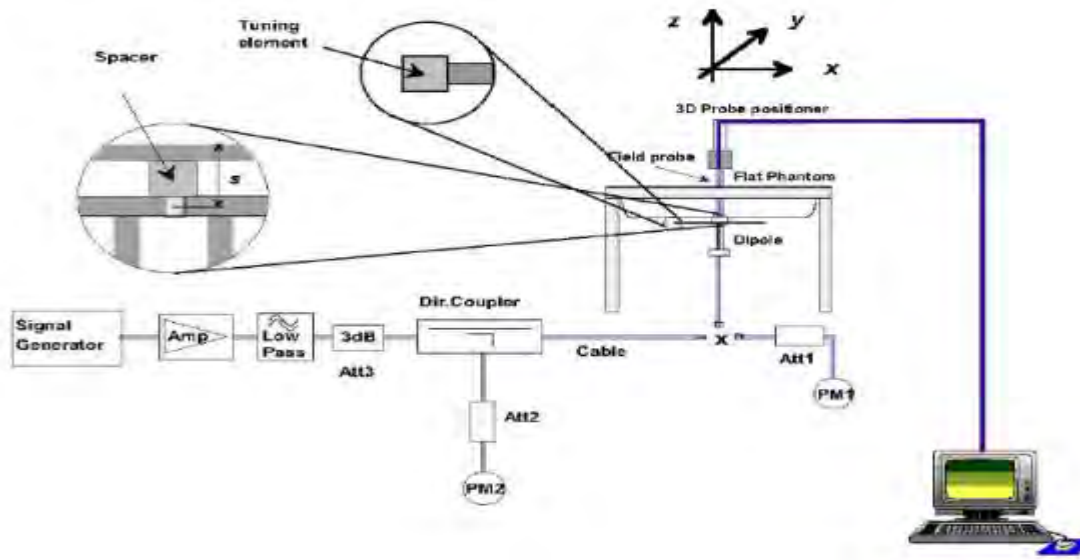 Tuning
element
Spacer
z
y
x
3D Probe positioner
Field probe
Flat Phantom
s
Dipole
Dir.Coupler
Signal
Generator
Amp
Low
Pass
3dB
Att3
Cable
x
Att1
PM1
Att2
PM2